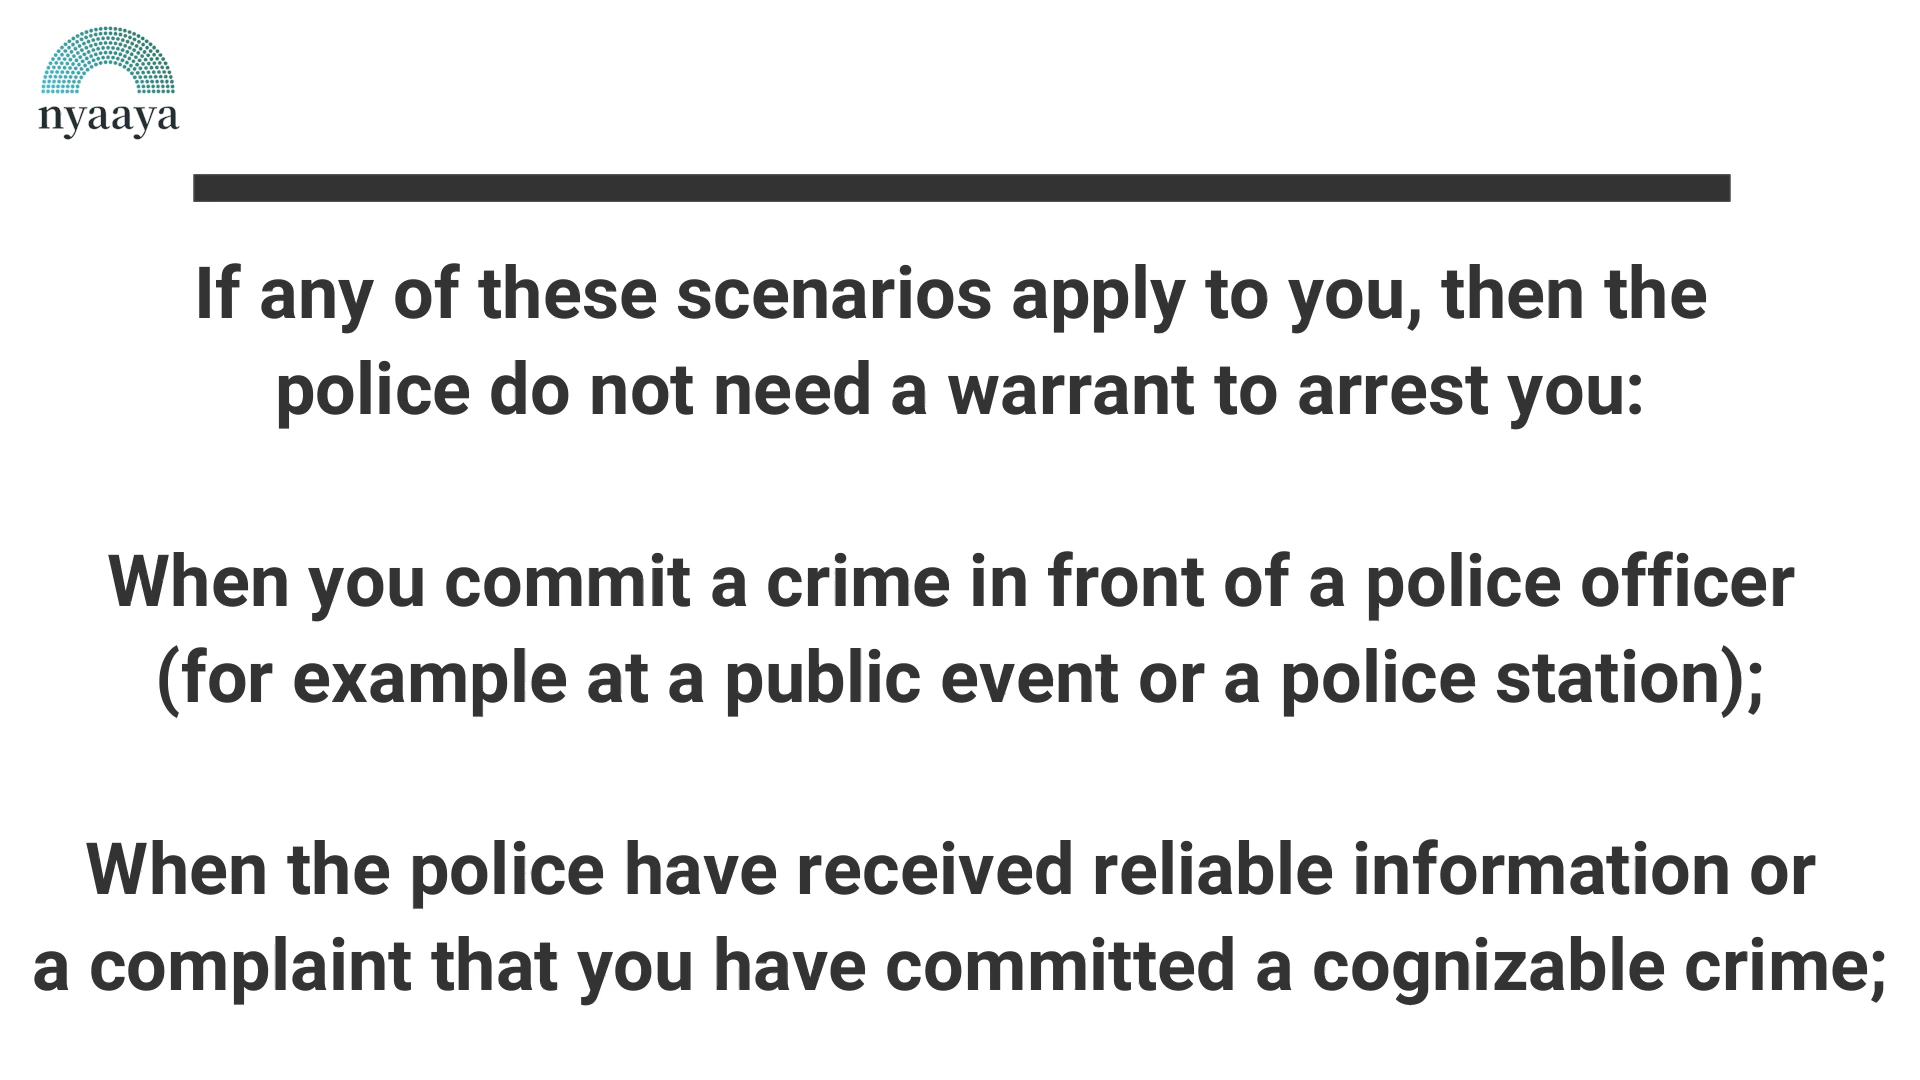 nyaaya
If any of these scenarios apply to you, then the
police do not need a warrant to arrest you:
When you commit a crime in front of a police officer
(for example at a public event or a police station);
When the police have received reliable information or
a complaint that you have committed a cognizable crime;